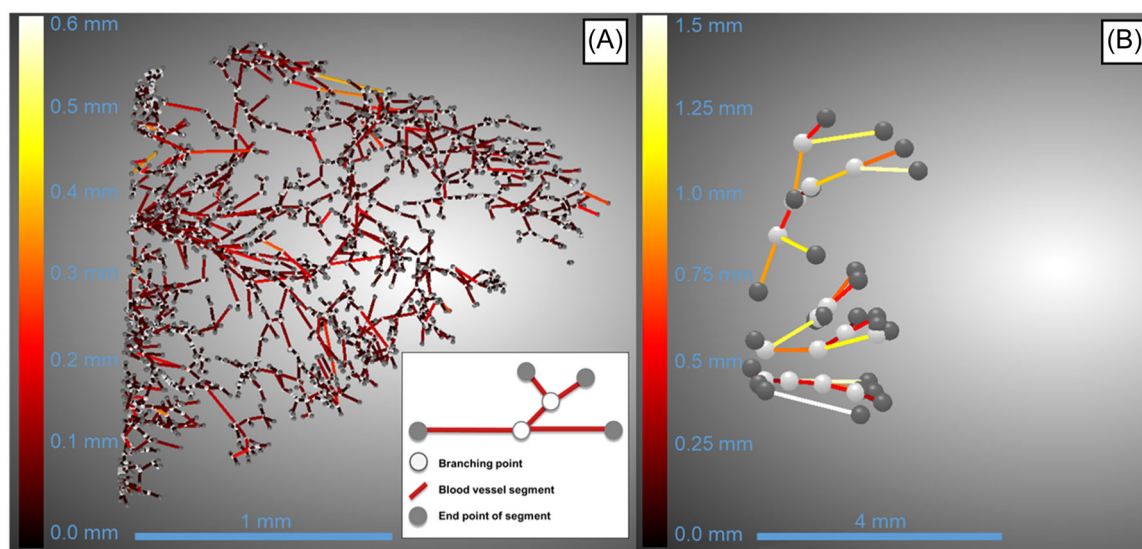 0.6 mm
0.5 mm
0.4 mm
0.3 mm
0.2 mm
0.1 mm
0.0 mm
(A)
1 mm
Branching point
Blood vessel segment
End point of segment
1.5 mm
1.25 mm
1.0 mm
0.75 mm
0.5 mm
0.25 mm
0.0 mm
(B)
4 mm